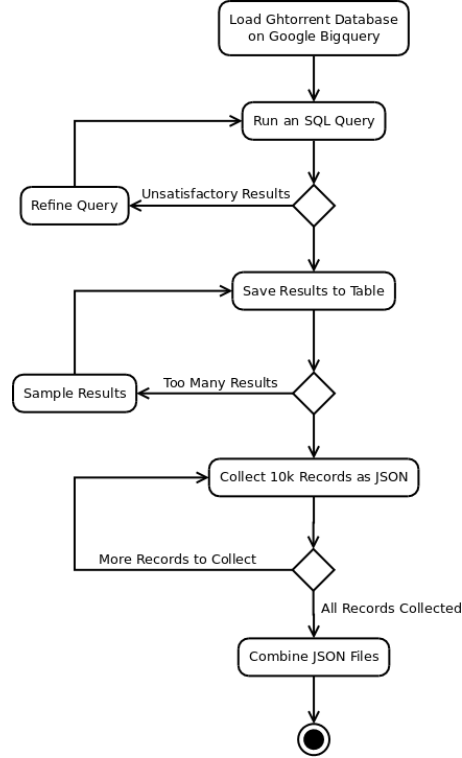 Load Ghtorrent Database
on Google Bigquery
Run an SQL Query
Unsatisfactory Results
Refine Query
Save Results to Table
Too Many Results
Sample Results
Collect 10k Records as JSON
More Records to Collect
All Records Collected
Combine JSON Files